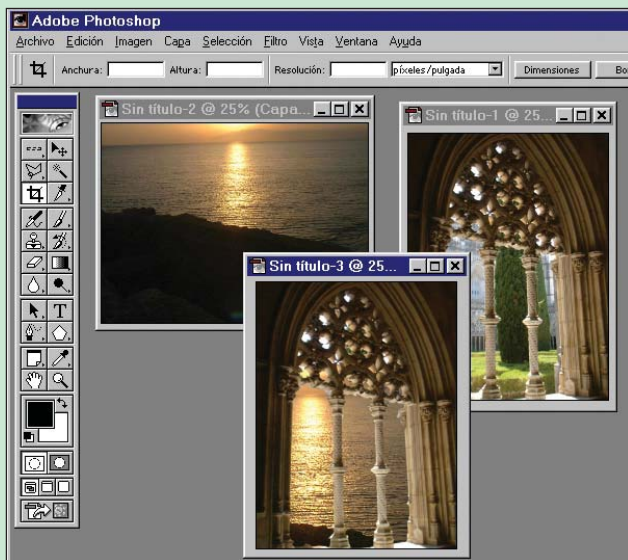 Adobe Photoshop
Archivo Edición Imagen Capa Selección Filtro Vista Ventana Ayuda
Anchura: Altura: Resolución: píxeles/pulgada Dimensiones Bo
Sin título-2 @ 25% (Capa...
Sin título-1 @ 25...
Sin título-3 @ 25...
T